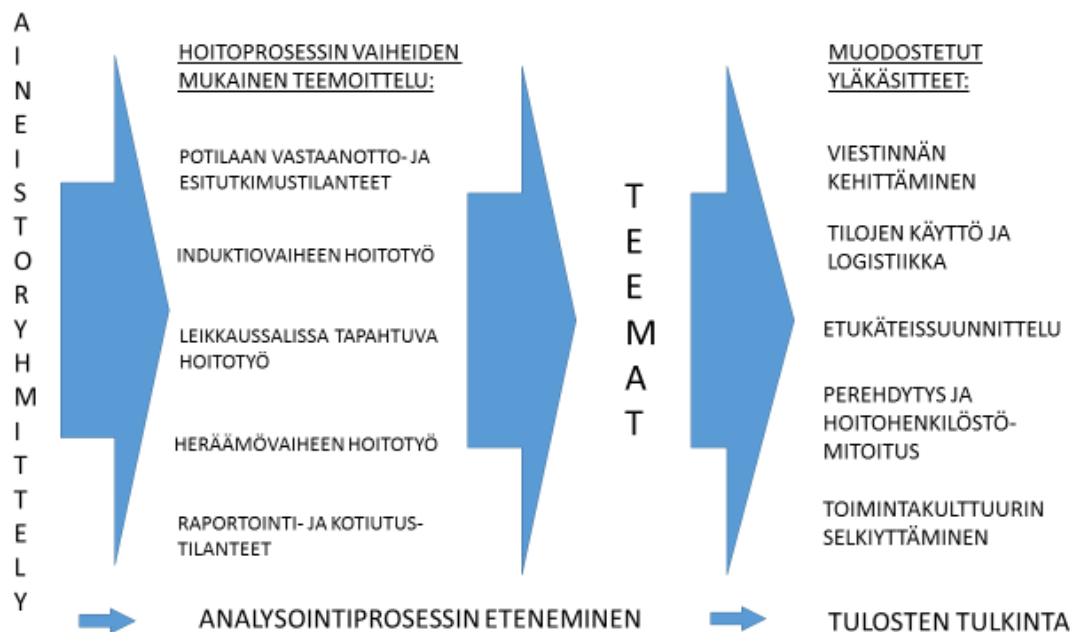 AINEISTORYHMITTELY
HOITOPROSESSIN VAIHEIDEN
MUKAINEN TEEMOITTELU:
POTILAAN VASTAANOTTO- JA
ESITUTKIMUSTILANTEET
INDUKTIOVAIHEEN HOITOTYÖ
LEIKKAUSSALISSA TAPAHTUVA
HOITOTYÖ
HERÄÄMÖVAIHEEN HOITOTYÖ
RAPORTOINTI- JA KOTIUTUS-
TILANTEET
TEEMAT
MUODOSTETUT
YLÄKÄSITTEET:
VIESTINNÄN
KEHITTÄMINEN
TILOJEN KÄYTTÖ JA
LOGISTIIKKA
ETUKÄTEISSUUNNITTELU
PEREHDYTYS JA
HOITOHENKILÖSTÖ-
MITOITUS
TOIMINTAKULTTUURIN
SELKIYTTÄMINEN
ANALYSOINTIPROSESSIN ETENEMINEN
TULOSTEN TULKINTA